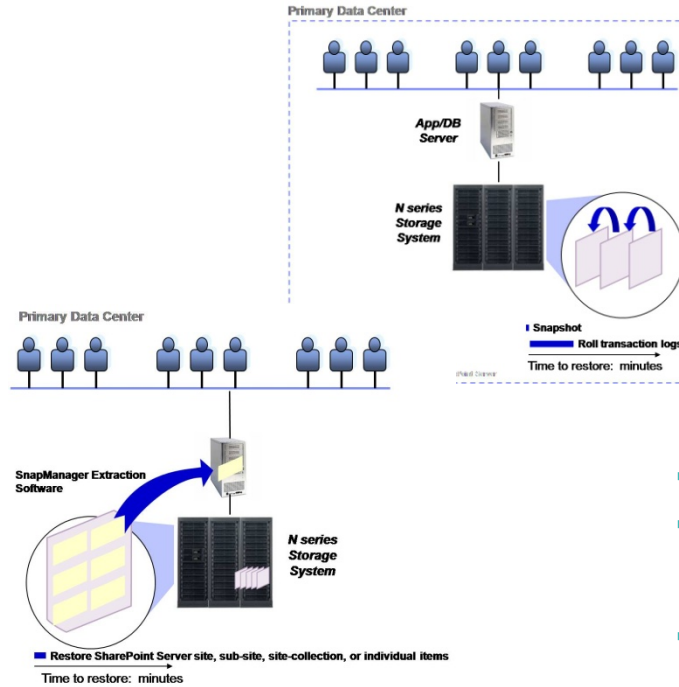 Primary Data Center
App/DB
Server
N series
Storage
System
Snapshot
Roll transaction logs
Time to restore: minutes
Server
Primary Data Center
SnapManager Extraction
Software
N series
Storage
System
Restore SharePoint Server site, sub-site, site-collection, or individual items
Time to restore: minutes